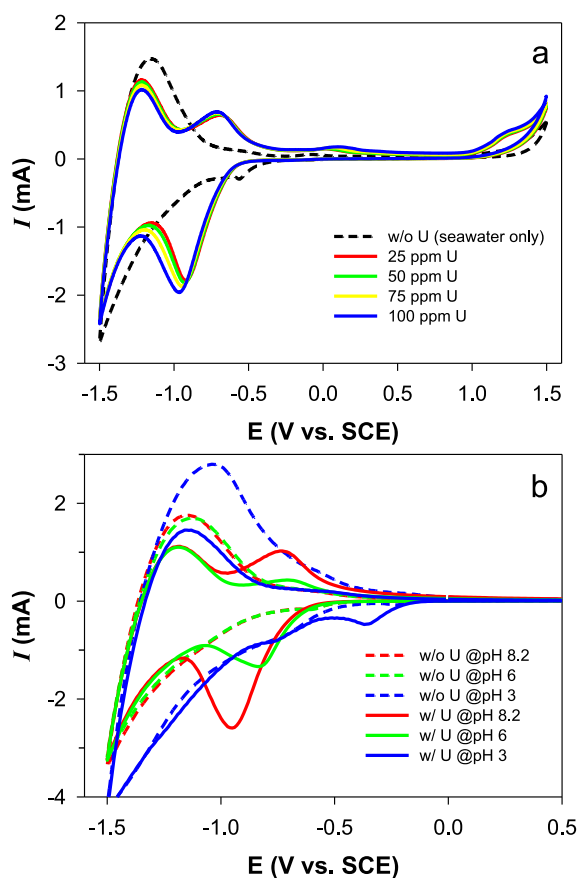 a
2
1
0
-1
-2
-3
I (mA)
w/o U (seawater only)
25 ppm U
50 ppm U
75 ppm U
100 ppm U
-1.5 -1.0 -0.5 0.0 0.5 1.0 1.5
E (V vs. SCE)
b
2
0
-2
-4
I (mA)
w/o U @pH 8.2
w/o U @pH 6
w/o U @pH 3
w/ U @pH 8.2
w/ U @pH 6
w/ U @pH 3
-1.5 -1.0 -0.5 0.0 0.5
E (V vs. SCE)